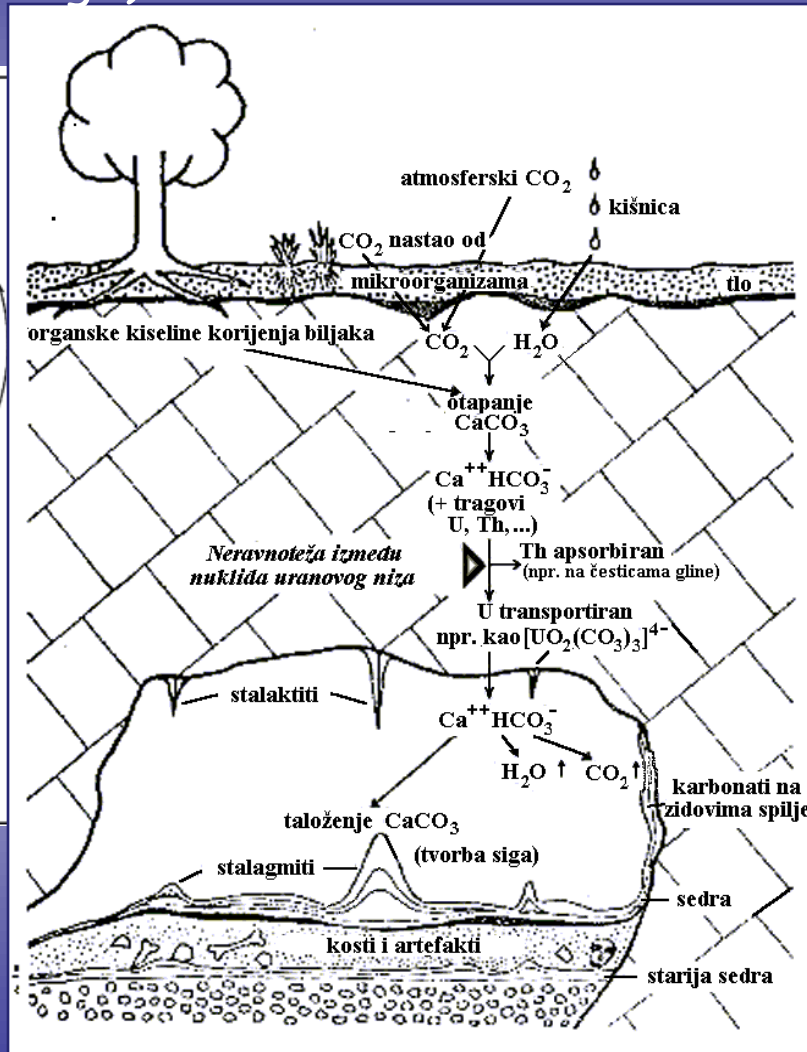 atmosferski CO₂
kišnica
CO₂ nastao od
mikroorganizama
tlo
organske kiseline korijenja biljaka
CO₂
H₂O
otapanje
CaCO₃
Ca⁺⁺HCO₃⁻
(+ tragovi
U, Th,...)
Neravnoteža između
nuklida uranovog niza
Th apsorbiran
(npr. na česticama gline)
U transportiran
npr. kao [UO₂(CO₃)₃]⁴⁻
stalaktiti
Ca⁺⁺HCO₃⁻
H₂O ↑ CO₂ ↑
karbonati na
zidovima spilje
taloženje CaCO₃
(tvorba siga)
stalagmiti
sedra
kosti i artefakti
starija sedra